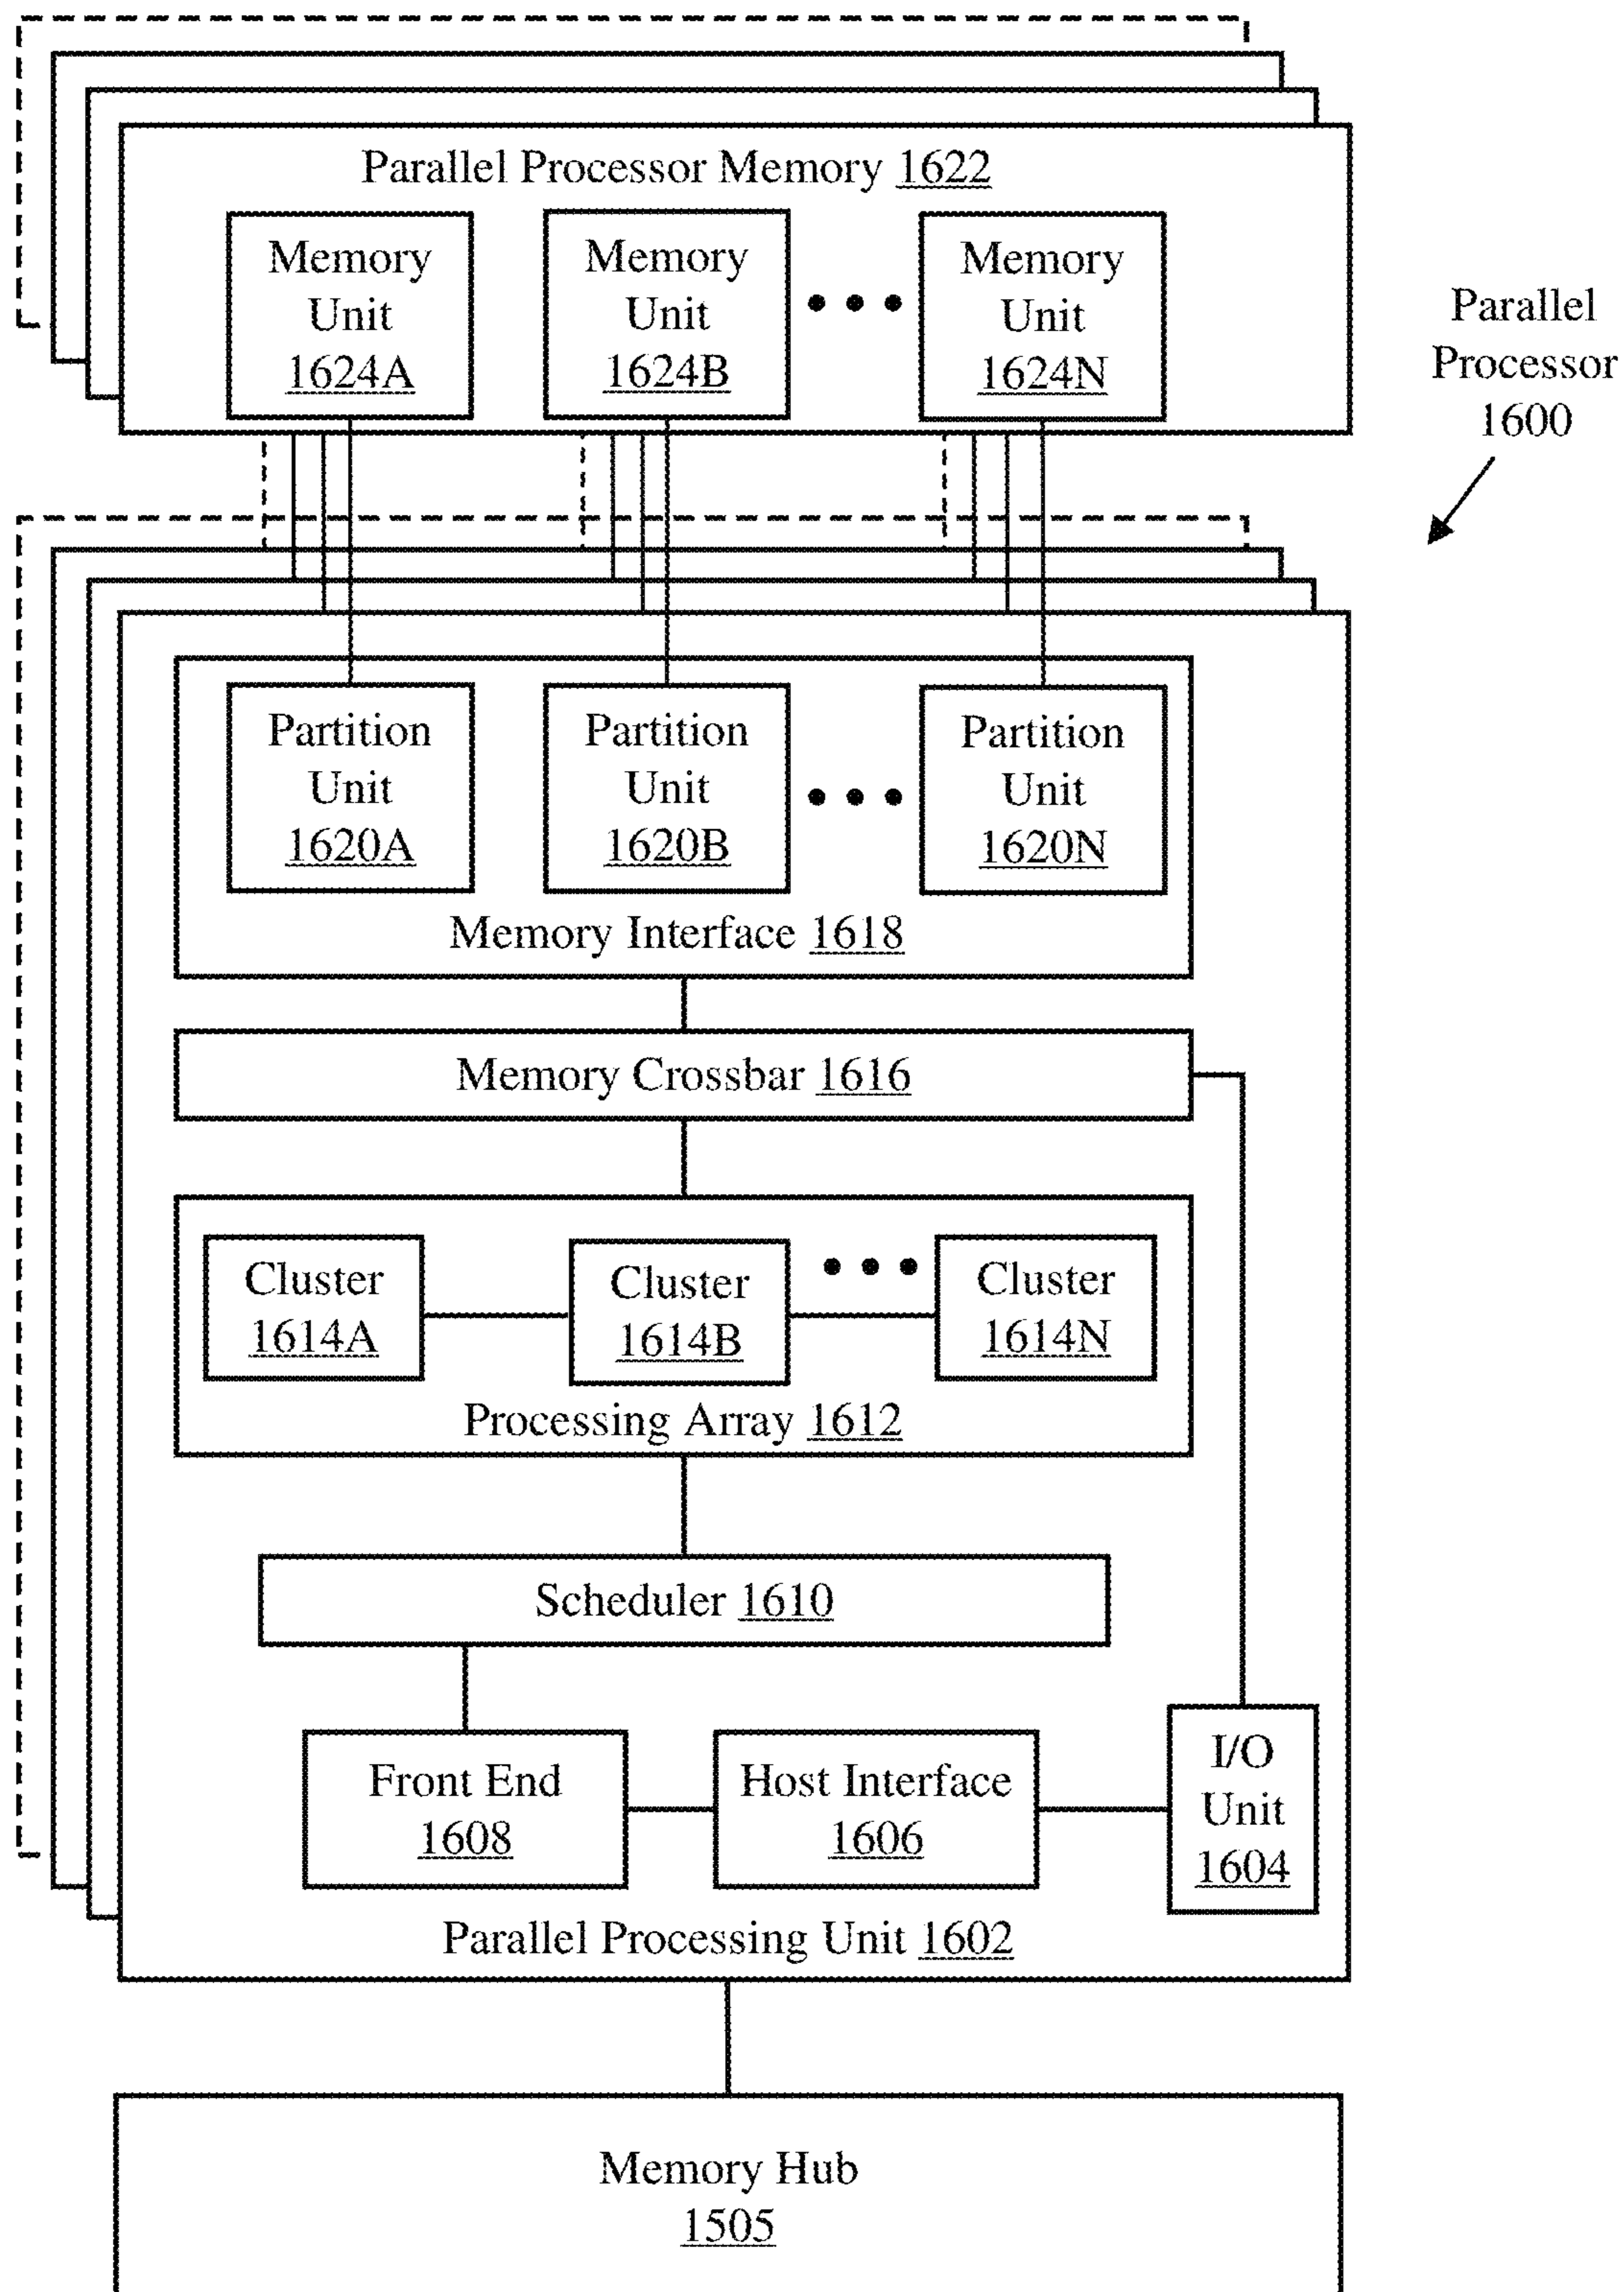 Parallel Processor Memory 1622
Memory
Unit
1624A
Memory
Unit
1624B
Memory
Unit
1624N
Parallel
Processor
1600
Partition
Unit
1620A
Partition
Unit
1620B
Partition
Unit
1620N
Memory Interface 1618
Memory Crossbar 1616
Cluster
1614A
Cluster
1614B
Cluster
1614N
Processing Array 1612
Scheduler 1610
Front End
1608
Host Interface
1606
I/O
Unit
1604
Parallel Processing Unit 1602
Memory Hub
1505